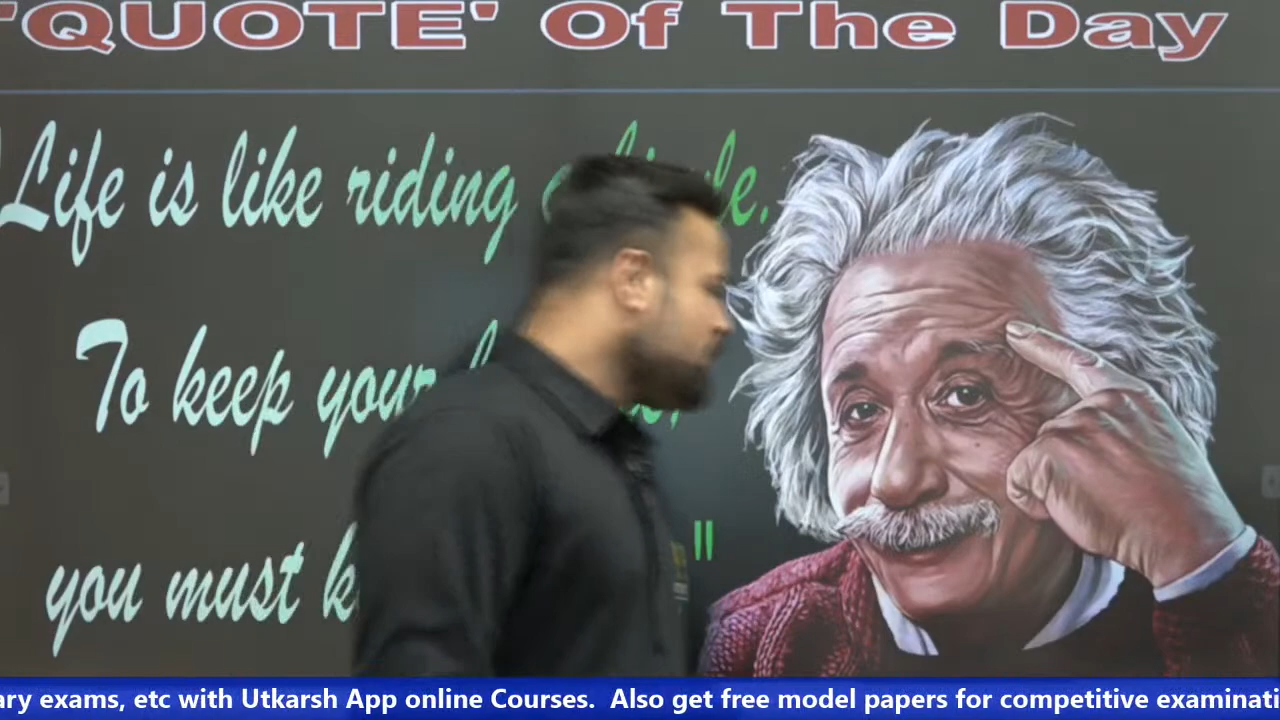 'QUOTE' Of The Day
"Life is like riding
To keep your
you must "
ary exams, etc with Utkarsh App online Courses. Also get free model papers for competitive examinati